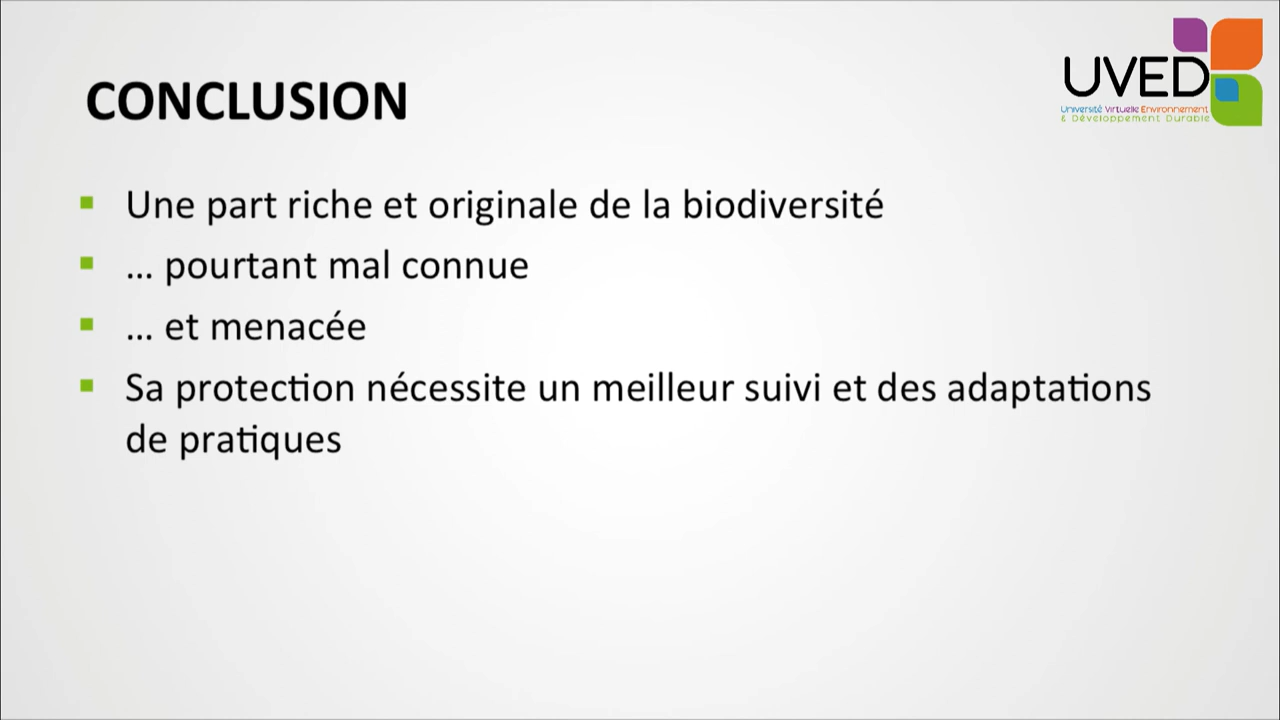 CONCLUSION
UVED
Université Virtuelle Environnement
& Développement Durable
Une part riche et originale de la biodiversité
... pourtant mal connue
... et menacée
Sa protection nécessite un meilleur suivi et des adaptations
de pratiques